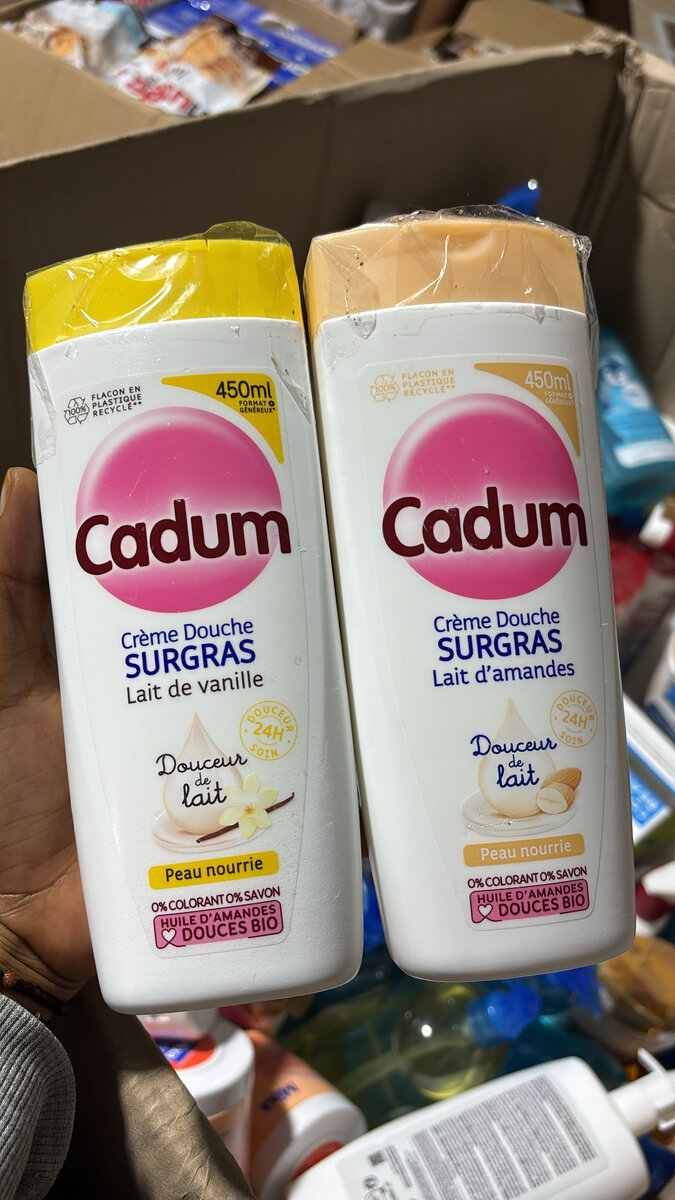 100%
FLACON EN
PLASTIQUE
RECYCLÉ**
450ml
FORMAT +
GÉNÉREUX*
Cadum
Crème Douche
SURGRAS
Lait de vanille
DOUCEUR
24H
SOIN
Douceur
de
lait
Peau nourrie
0% COLORANT 0% SAVON
HUILE D'AMANDES
DOUCES BIO
100%
FLACON EN
PLASTIQUE
RECYCLÉ**
450ml
FORMAT +
GÉNÉREUX*
Cadum
Crème Douche
SURGRAS
Lait d'amandes
DOUCEUR
24H
SOIN
Douceur
de
lait
Peau nourrie
0% COLORANT 0% SAVON
HUILE D'AMANDES
DOUCES BIO